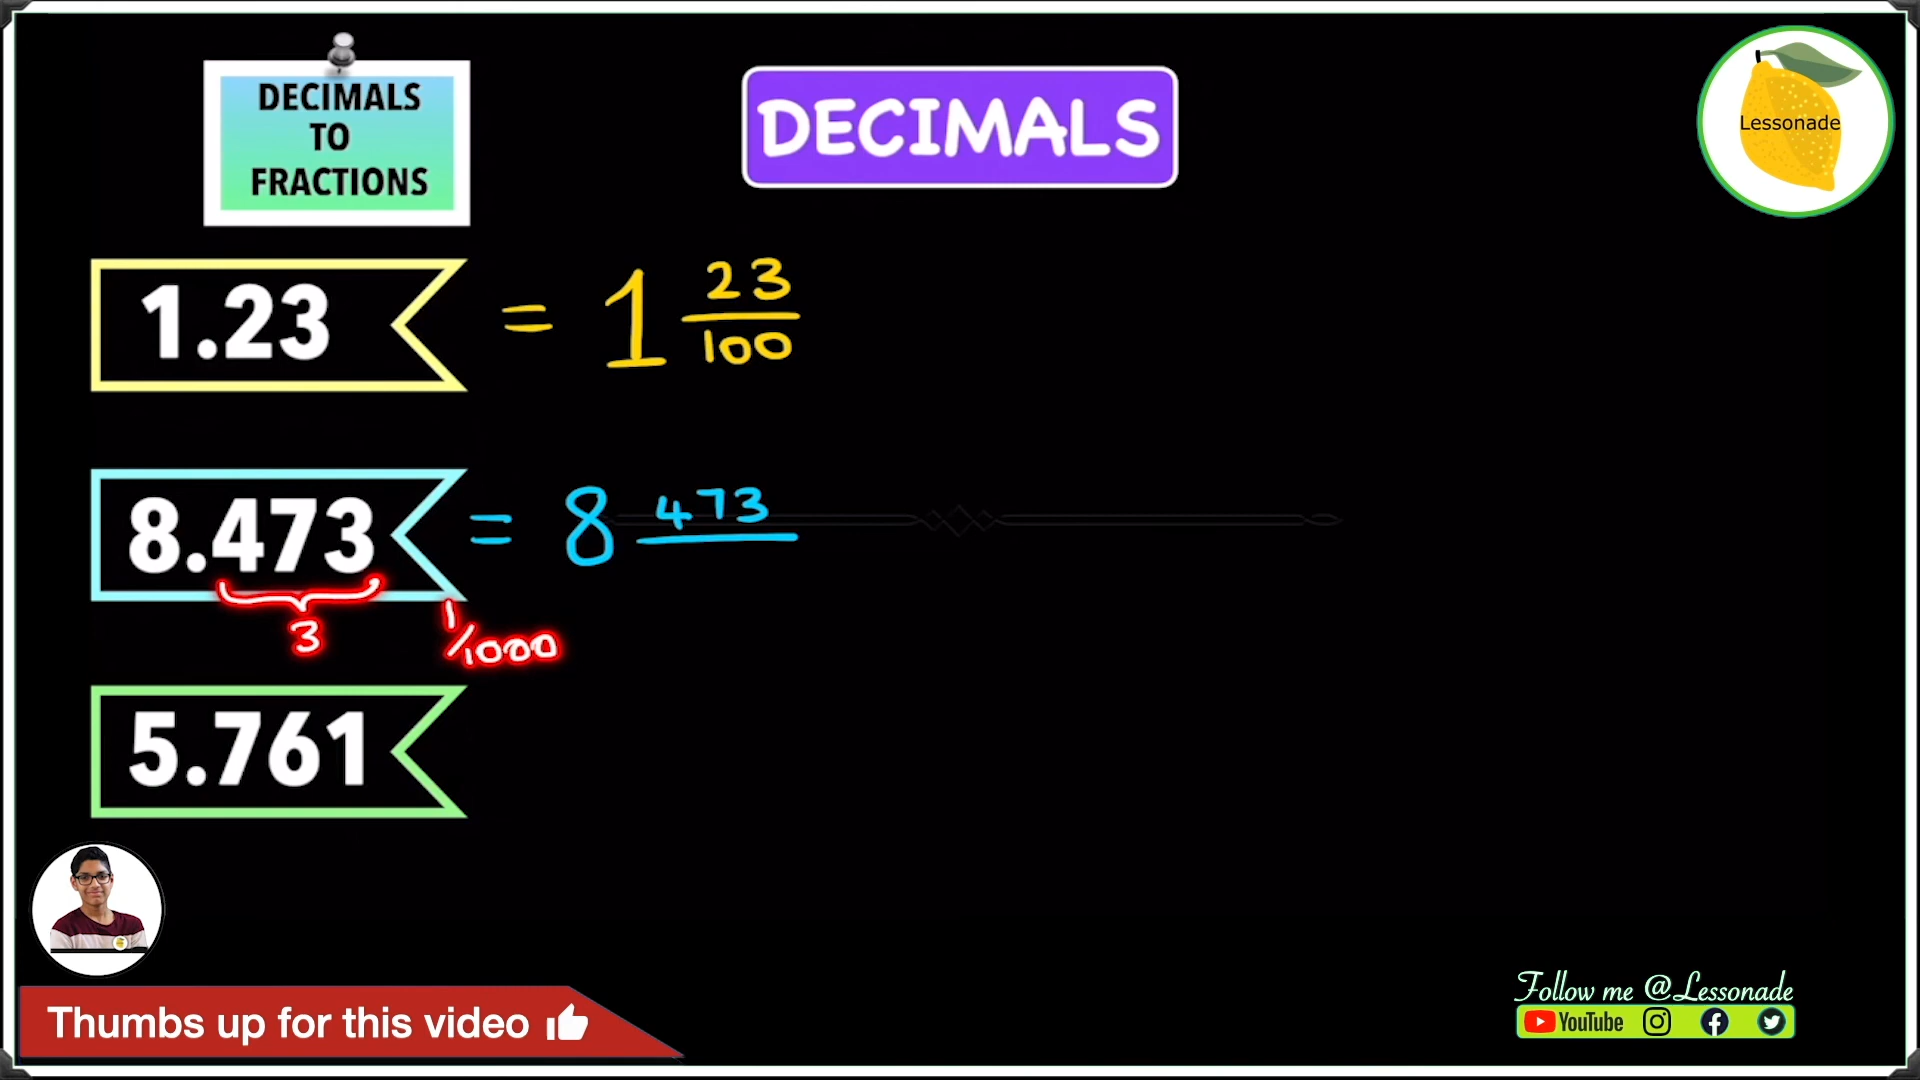 DECIMALS
TO
FRACTIONS
DECIMALS
Lessonade
1.23 = 1 23/100
8.473 = 8 473/
3
1/1000
5.761
Thumbs up for this video
Follow me @Lessonade
YouTube